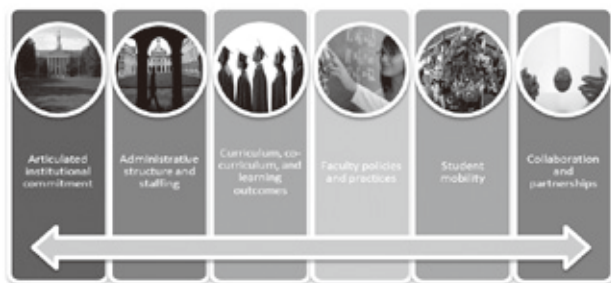 Articulated
institutional
commitment
Administrative
structure and
staffing
Curriculum, co-
curriculum, and
learning
outcomes
Faculty policies
and practices
Student
mobility
Collaboration
and
partnerships